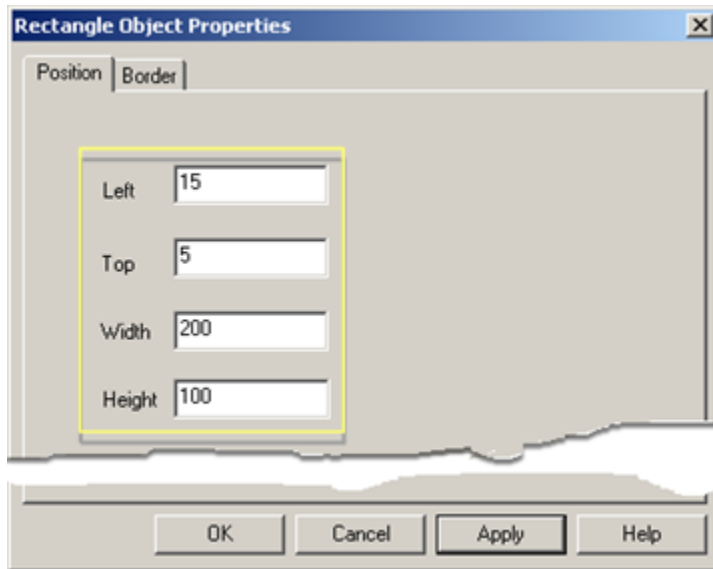 Rectangle Object Properties
Position Border
Left 15
Top 5
Width 200
Height 100
OK Cancel Apply Help